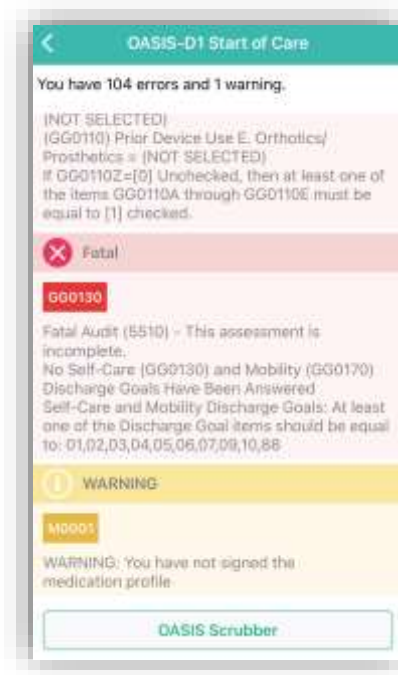 OASIS-D1 Start of Care
You have 104 errors and 1 warning.
(NOT SELECTED)
(GG0110) Prior Device Use E. Orthotics/
Prosthetics = (NOT SELECTED)
If GG0110Z=[0] Unchecked, then at least one of
the items GG0110A through GG0110E must be
equal to [1] checked.
Fatal
GG0130
Fatal Audit (5510) - This assessment is
incomplete.
No Self-Care (GG0130) and Mobility (GG0170)
Discharge Goals Have Been Answered
Self-Care and Mobility Discharge Goals: At least
one of the Discharge Goal items should be equal
to: 01,02,03,04,05,06,07,09,10,88
WARNING
M0001
WARNING: You have not signed the
medication profile
OASIS Scrubber